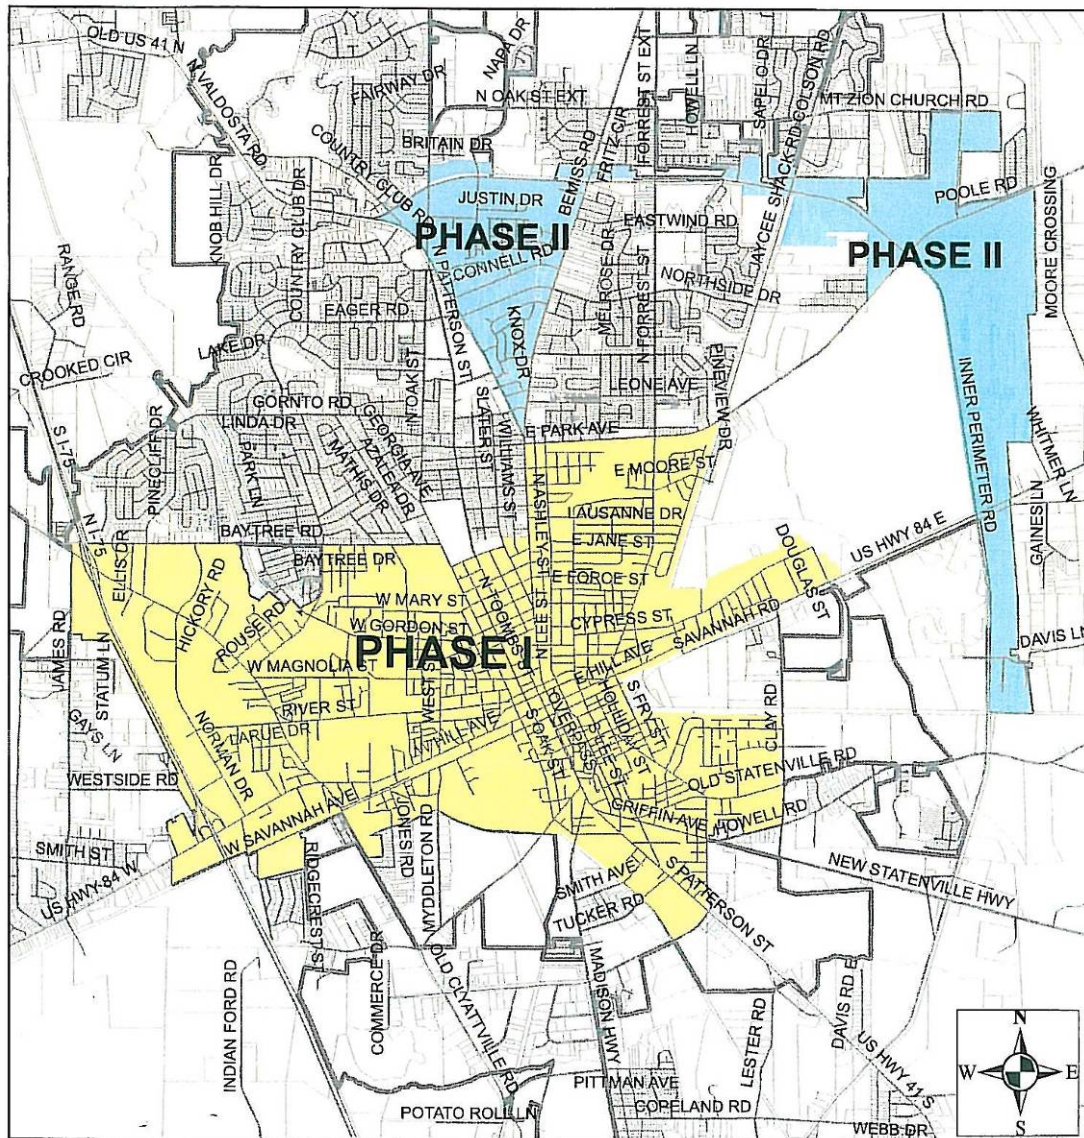 OLD US 41 N
N VALDOSTA RD
FAIRWAY DR
NAPA DR
N OAK ST EXT
BRITAIN DR
COUNTRY CLUB RD
BEMISS RD
FRITZ CIR
FORREST ST EXT
HOWELL LN
SAPELO DR
JAYCEE SHACK RD
COLSON RD
MT ZION CHURCH RD
KNOB HILL DR
COUNTRY CLUB DR
JUSTIN DR
EASTWIND RD
POOLE RD
PHASE II
PHASE II
MOORE CROSSING
CONNELL RD
N PATTERSON ST
MELROSE DR
N FORREST ST
NORTHSIDE DR
RANGE RD
EAGER RD
LAKE DR
KNOX DR
CROOKED CIR
N OAK ST
LEONE AVE
PINEVIEW DR
INNER PERIMETER RD
GORNTO RD
LINDA DR
GEORGIA AVE
AZALEA DR
MATHIS DR
SLATER ST
WILLIAMS ST
E PARK AVE
S I-75
PINECLIFF DR
PARK LN
N ASHLEY ST
E MOORE ST
WHITMER LN
GAINES LN
N I-75
BAYTREE RD
LAUSANNE DR
BAYTREE DR
E JANE ST
DOUGLAS ST
US HWY 84 E
ELLIS DR
HICKORY RD
ROUSE RD
W MARY ST
N TOOMBS
N LEE ST
E FORCE ST
W GORDON ST
CYPRESS ST
SAVANNAH RD
PHASE I
JAMES RD
STATUM LN
W MAGNOLIA ST
WEST ST
E HILL AVE
S FRY ST
DAVIS LN
RIVER ST
GAYS LN
NORMAN DR
LARUE DR
W HILL AVE
S OAK ST
OVERPASS
S LEE ST
HOLLIDAY ST
CLAY RD
WESTSIDE RD
OLD STATENVILLE RD
W SAVANNAH AVE
JONES RD
MYDDLETON RD
GRIFFIN AVE
HOWELL RD
SMITH ST
US HWY 84 W
RIDGECREST ST
SMITH AVE
TUCKER RD
S PATTERSON ST
NEW STATENVILLE HWY
INDIAN FORD RD
COMMERCE DR
OLD CLYATTVILLE RD
MADISON HWY
LESTER RD
DAVIS RD E
US HWY 41 S
PITTMAN AVE
POTATO ROLL LN
COPELAND RD
WEBB DR
N
W
E
S